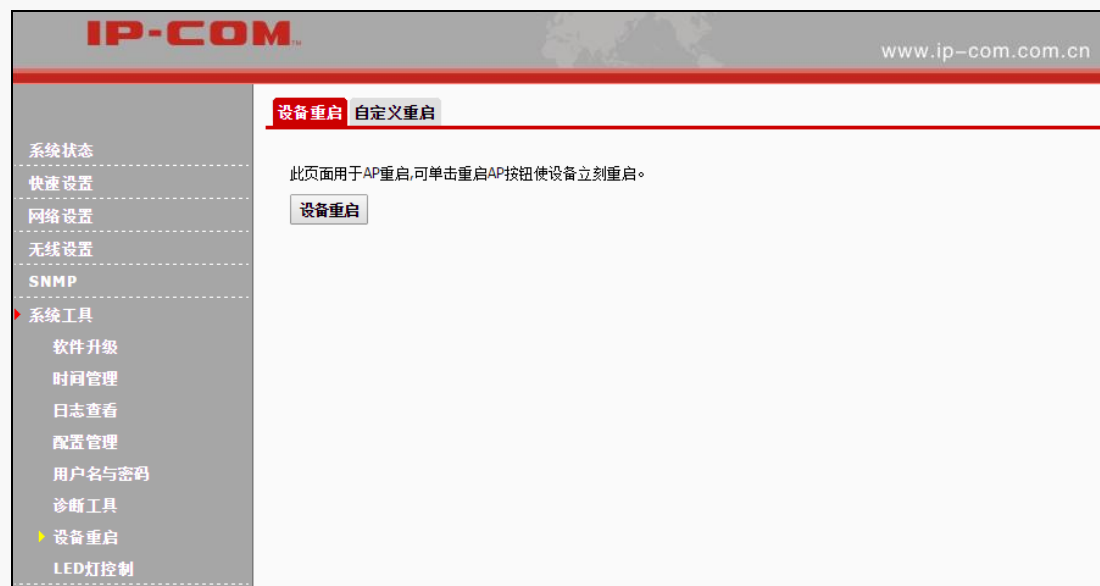 IP-COM
www.ip-com.com.cn
设备重启 自定义重启
系统状态
快速设置
网络设置
无线设置
SNMP
系统工具
软件升级
时间管理
日志查看
配置管理
用户名与密码
诊断工具
设备重启
LED灯控制
此页面用于AP重启,可单击重启AP按钮使设备立刻重启。
设备重启